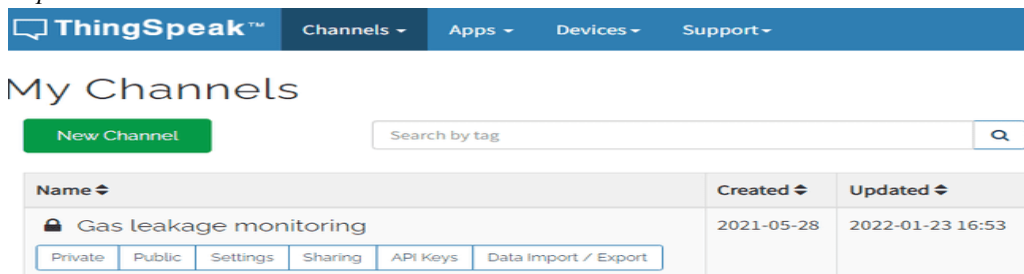 ThingSpeak™ Channels Apps Devices Support
My Channels
New Channel Search by tag
Name Created Updated
Gas leakage monitoring 2021-05-28 2022-01-23 16:53
Private Public Settings Sharing API Keys Data Import / Export